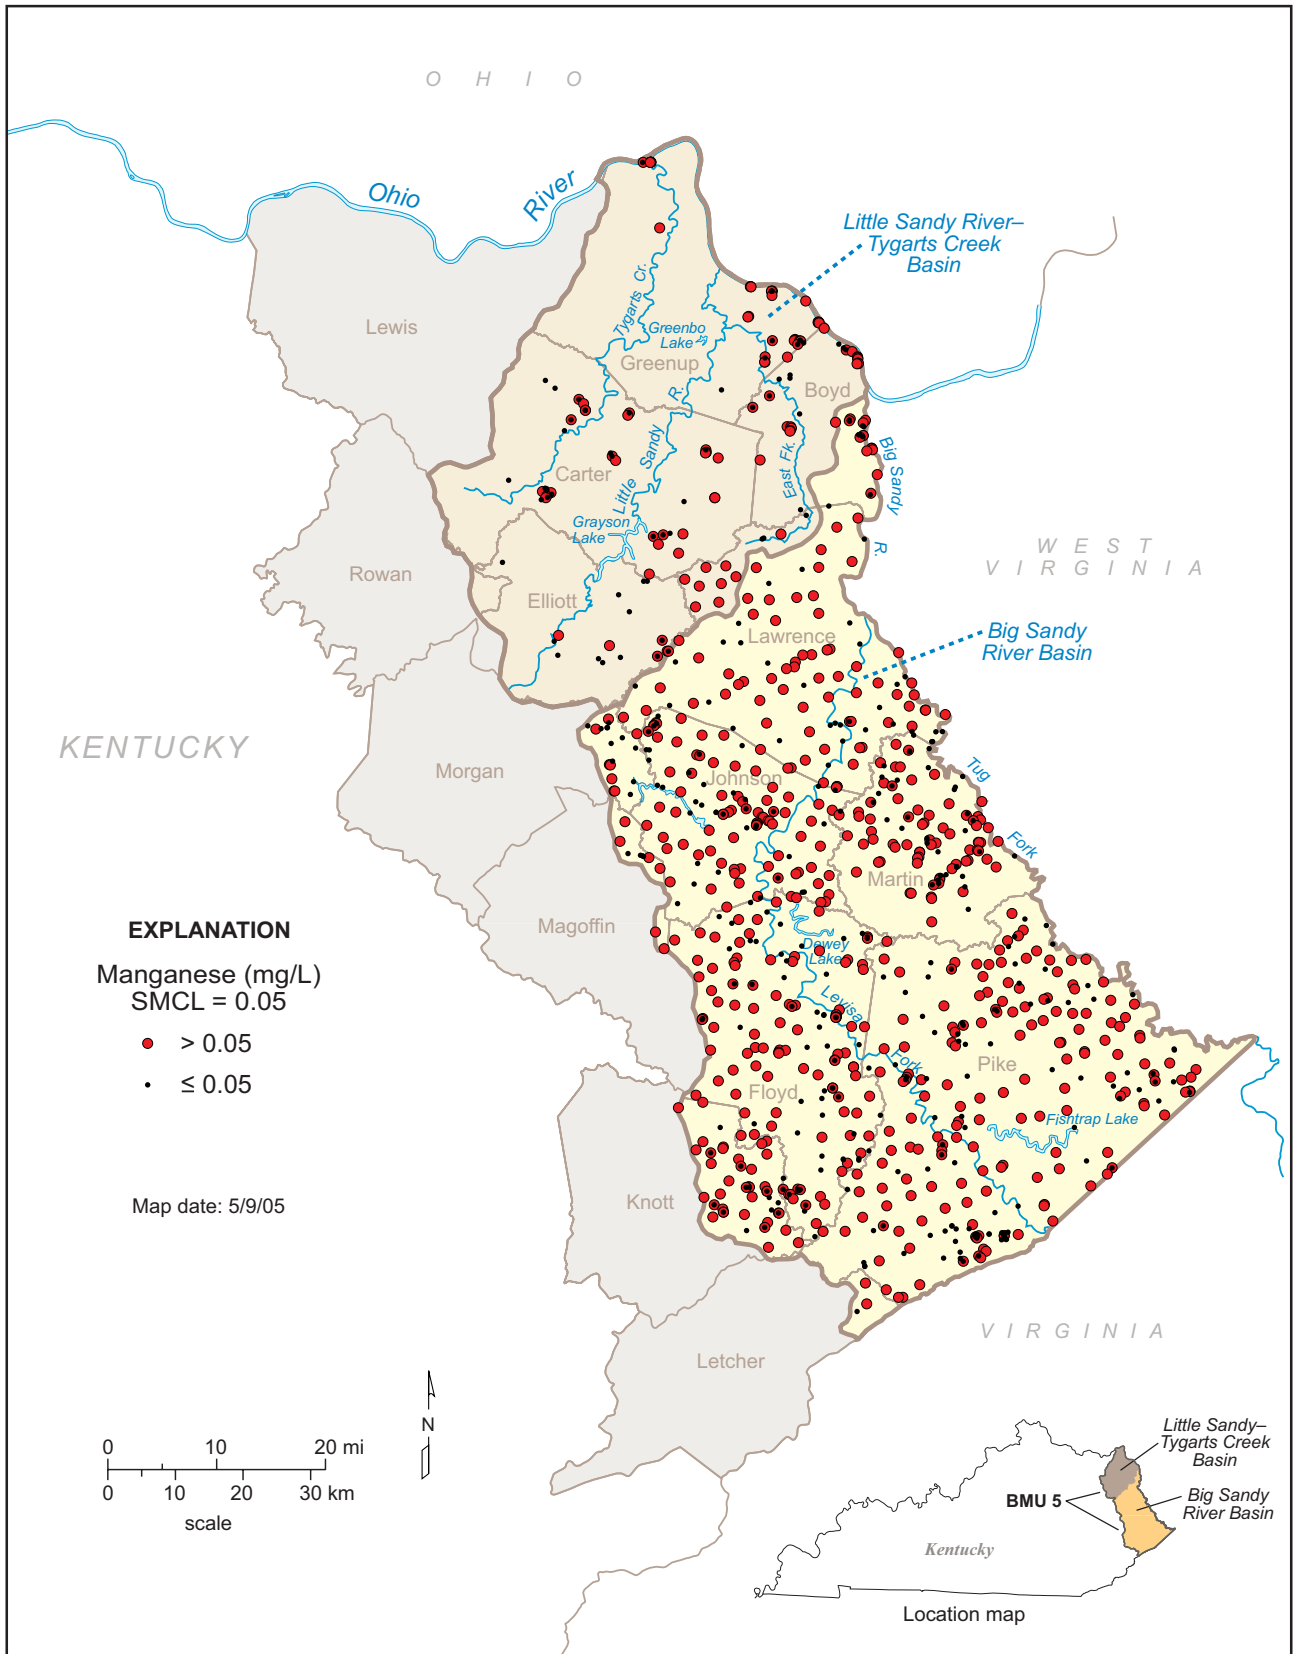 O H I O
Ohio
River
Little Sandy River–
Tygarts Creek
Basin
Tygarts Cr.
Greenbo
Lake
Lewis
Greenup
Boyd
R.
Sandy
Little
East Fk.
Big Sandy
R.
Carter
Grayson
Lake
WEST
VIRGINIA
Rowan
Elliott
Lawrence
Big Sandy
River Basin
KENTUCKY
Morgan
Johnson
Tug
Fork
Martin
Magoffin
Dewey
Lake
Levisa
Fork
Pike
Floyd
Fishtrap Lake
Knott
Letcher
VIRGINIA
EXPLANATION
Manganese (mg/L)
SMCL = 0.05
> 0.05
≤ 0.05
Map date: 5/9/05
N
0 10 20 mi
0 10 20 30 km
scale
Little Sandy–
Tygarts Creek
Basin
BMU 5
Big Sandy
River Basin
Kentucky
Location map